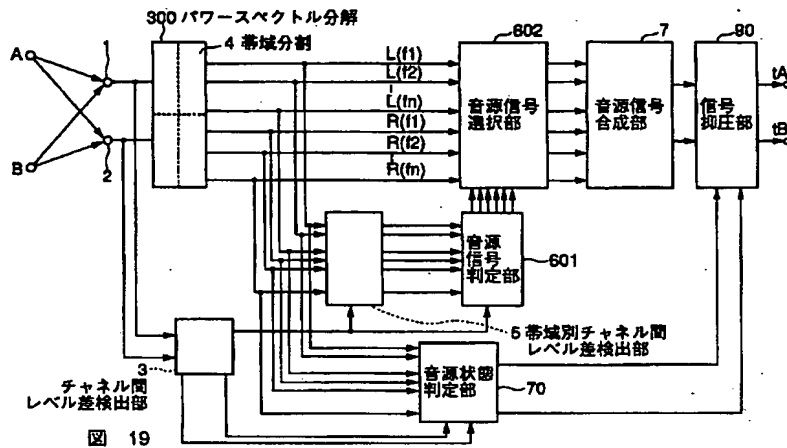 300 パワースペクトル分解
4 帯域分割
A
B
1
2
L(f1)
L(f2)
L(fn)
R(f1)
R(f2)
R(fn)
602
音源信号
選択部
7
音源信号
合成部
90
信号
抑圧部
tA
tB
音源
信号
判定部
601
5 帯域別チャネル間
レベル差検出部
3
チャネル間
レベル差検出部
音源状態
判定部
70
図 19